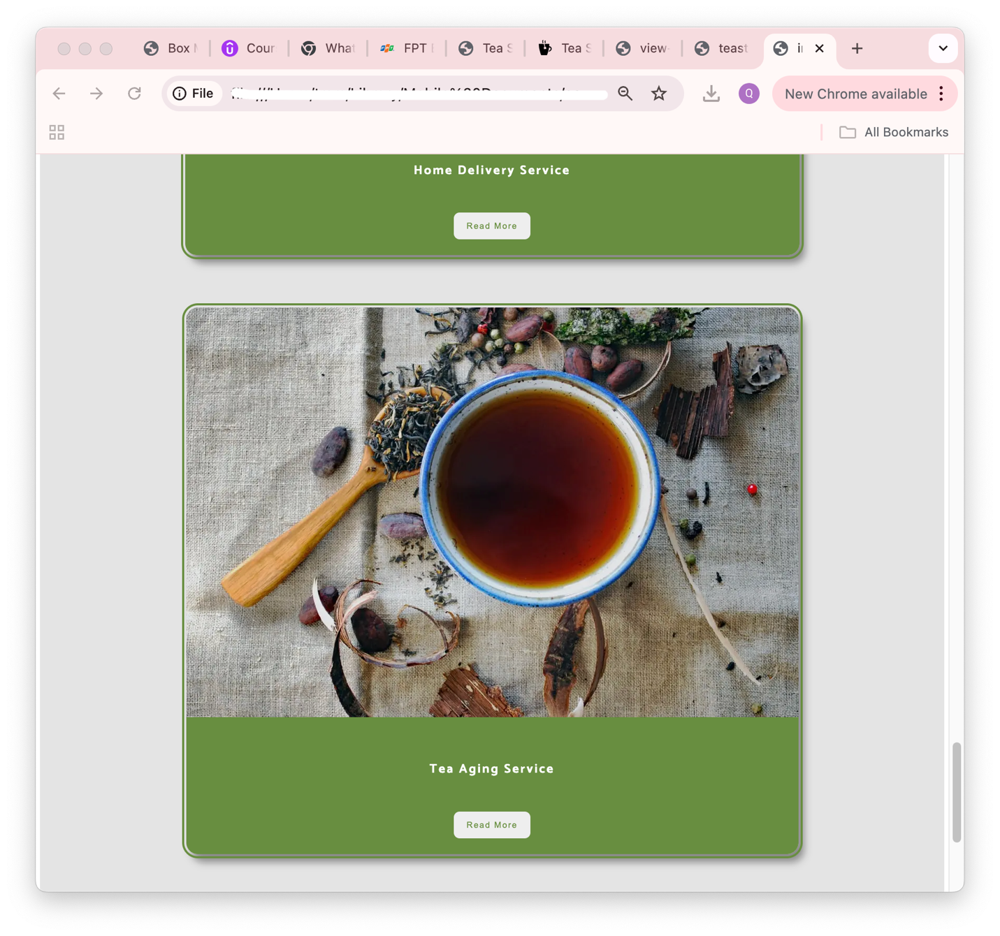 Box
Cour
What
FPT
Tea S
Tea S
view-
teast
File
Q
New Chrome available
All Bookmarks
Home Delivery Service
Read More
Tea Aging Service
Read More